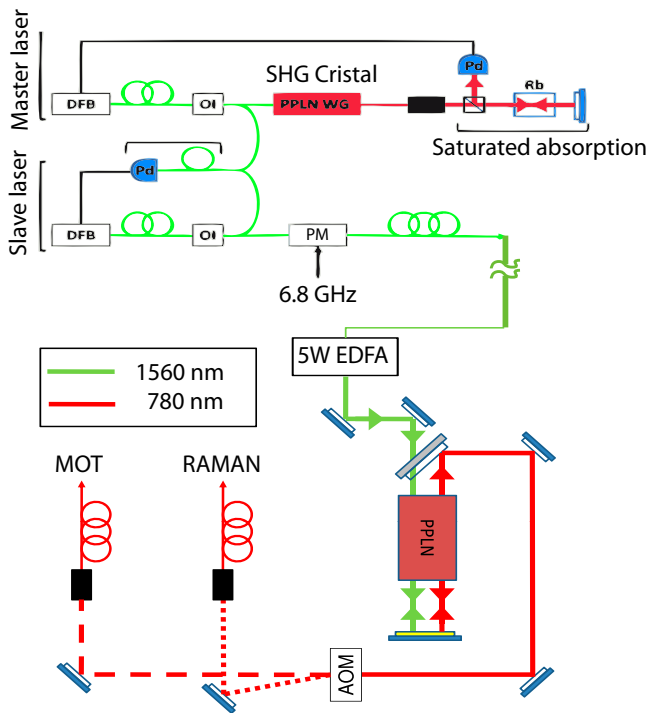 Master laser
DFB
OI
SHG Cristal
PPLN WG
Pd
Rb
Saturated absorption
Slave laser
Pd
DFB
OI
PM
6.8 GHz
5W EDFA
1560 nm
780 nm
MOT
RAMAN
PPLN
AOM